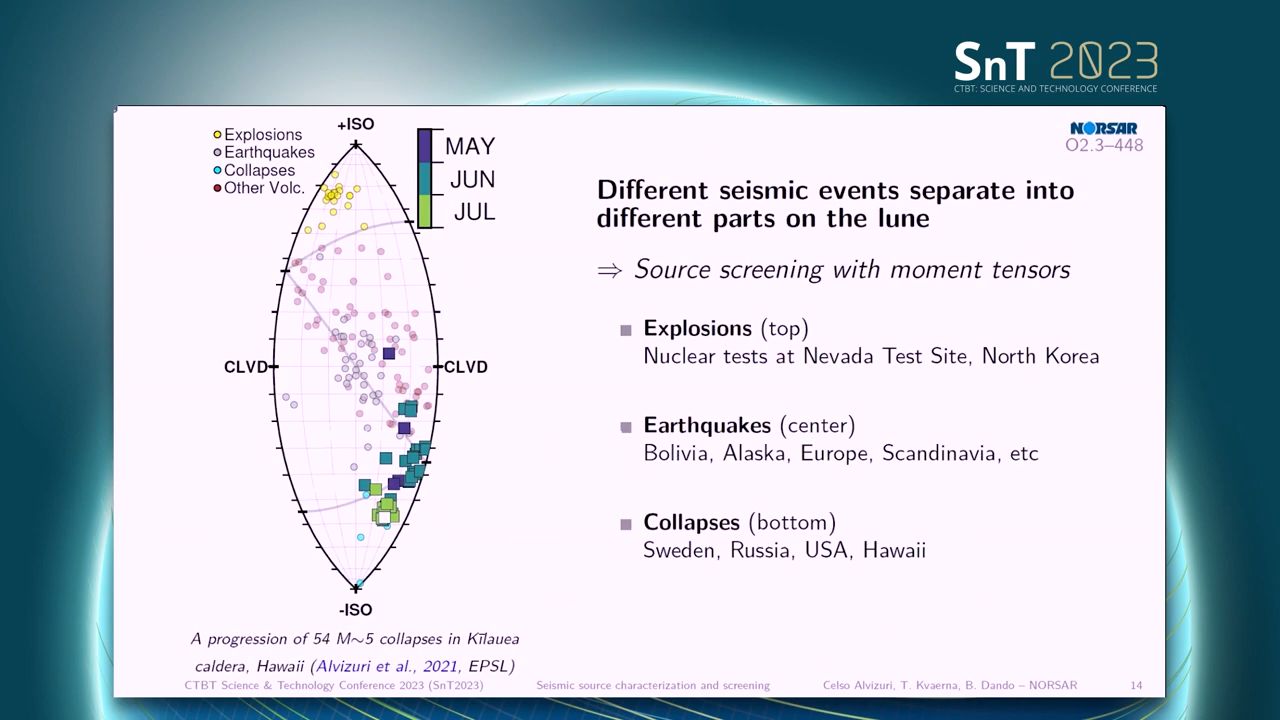 SnT 2023
CTBT: SCIENCE AND TECHNOLOGY CONFERENCE
NORSAR
O2.3–448
+ISO
Explosions
Earthquakes
Collapses
Other Volc.
MAY
JUN
JUL
CLVD
CLVD
-ISO
A progression of 54 M∼5 collapses in Kīlauea
caldera, Hawaii (Alvizuri et al., 2021, EPSL)
Different seismic events separate into
different parts on the lune
⇒ Source screening with moment tensors
Explosions (top)
Nuclear tests at Nevada Test Site, North Korea
Earthquakes (center)
Bolivia, Alaska, Europe, Scandinavia, etc
Collapses (bottom)
Sweden, Russia, USA, Hawaii
CTBT Science & Technology Conference 2023 (SnT2023)
Seismic source characterization and screening
Celso Alvizuri, T. Kvaerna, B. Dando – NORSAR
14